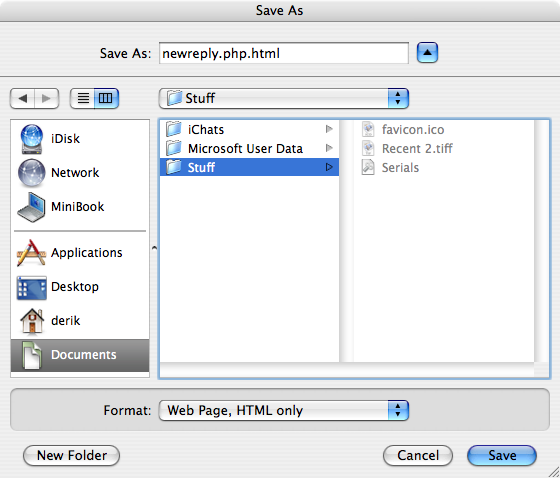 Save As
Save As: newreply.php.html
Stuff
iDisk
Network
MiniBook
Applications
Desktop
derik
Documents
iChats
Microsoft User Data
Stuff
favicon.ico
Recent 2.tiff
Serials
Format: Web Page, HTML only
New Folder Cancel Save